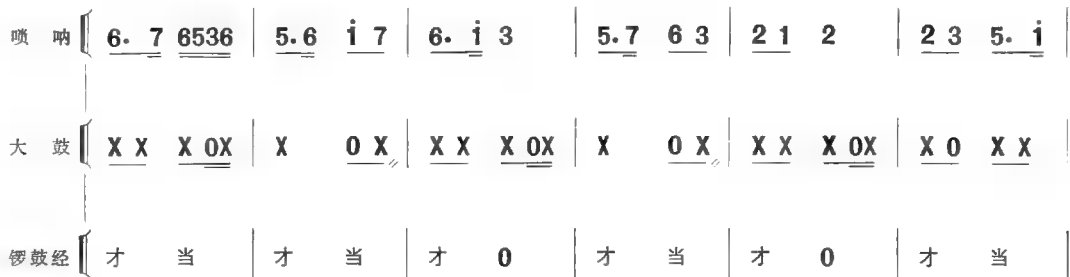 唢 呐 6· 7 6536 | 5·6 i̇ 7 | 6· i̇ 3 | 5·7 6 3 | 2 1 2 | 2 3 5· i̇ |
大 鼓 X X X 0X | X 0 X | X X X 0X | X 0 X | X X X 0X | X 0 X X |
锣鼓经 才 当 | 才 当 | 才 0 | 才 当 | 才 0 | 才 当 |